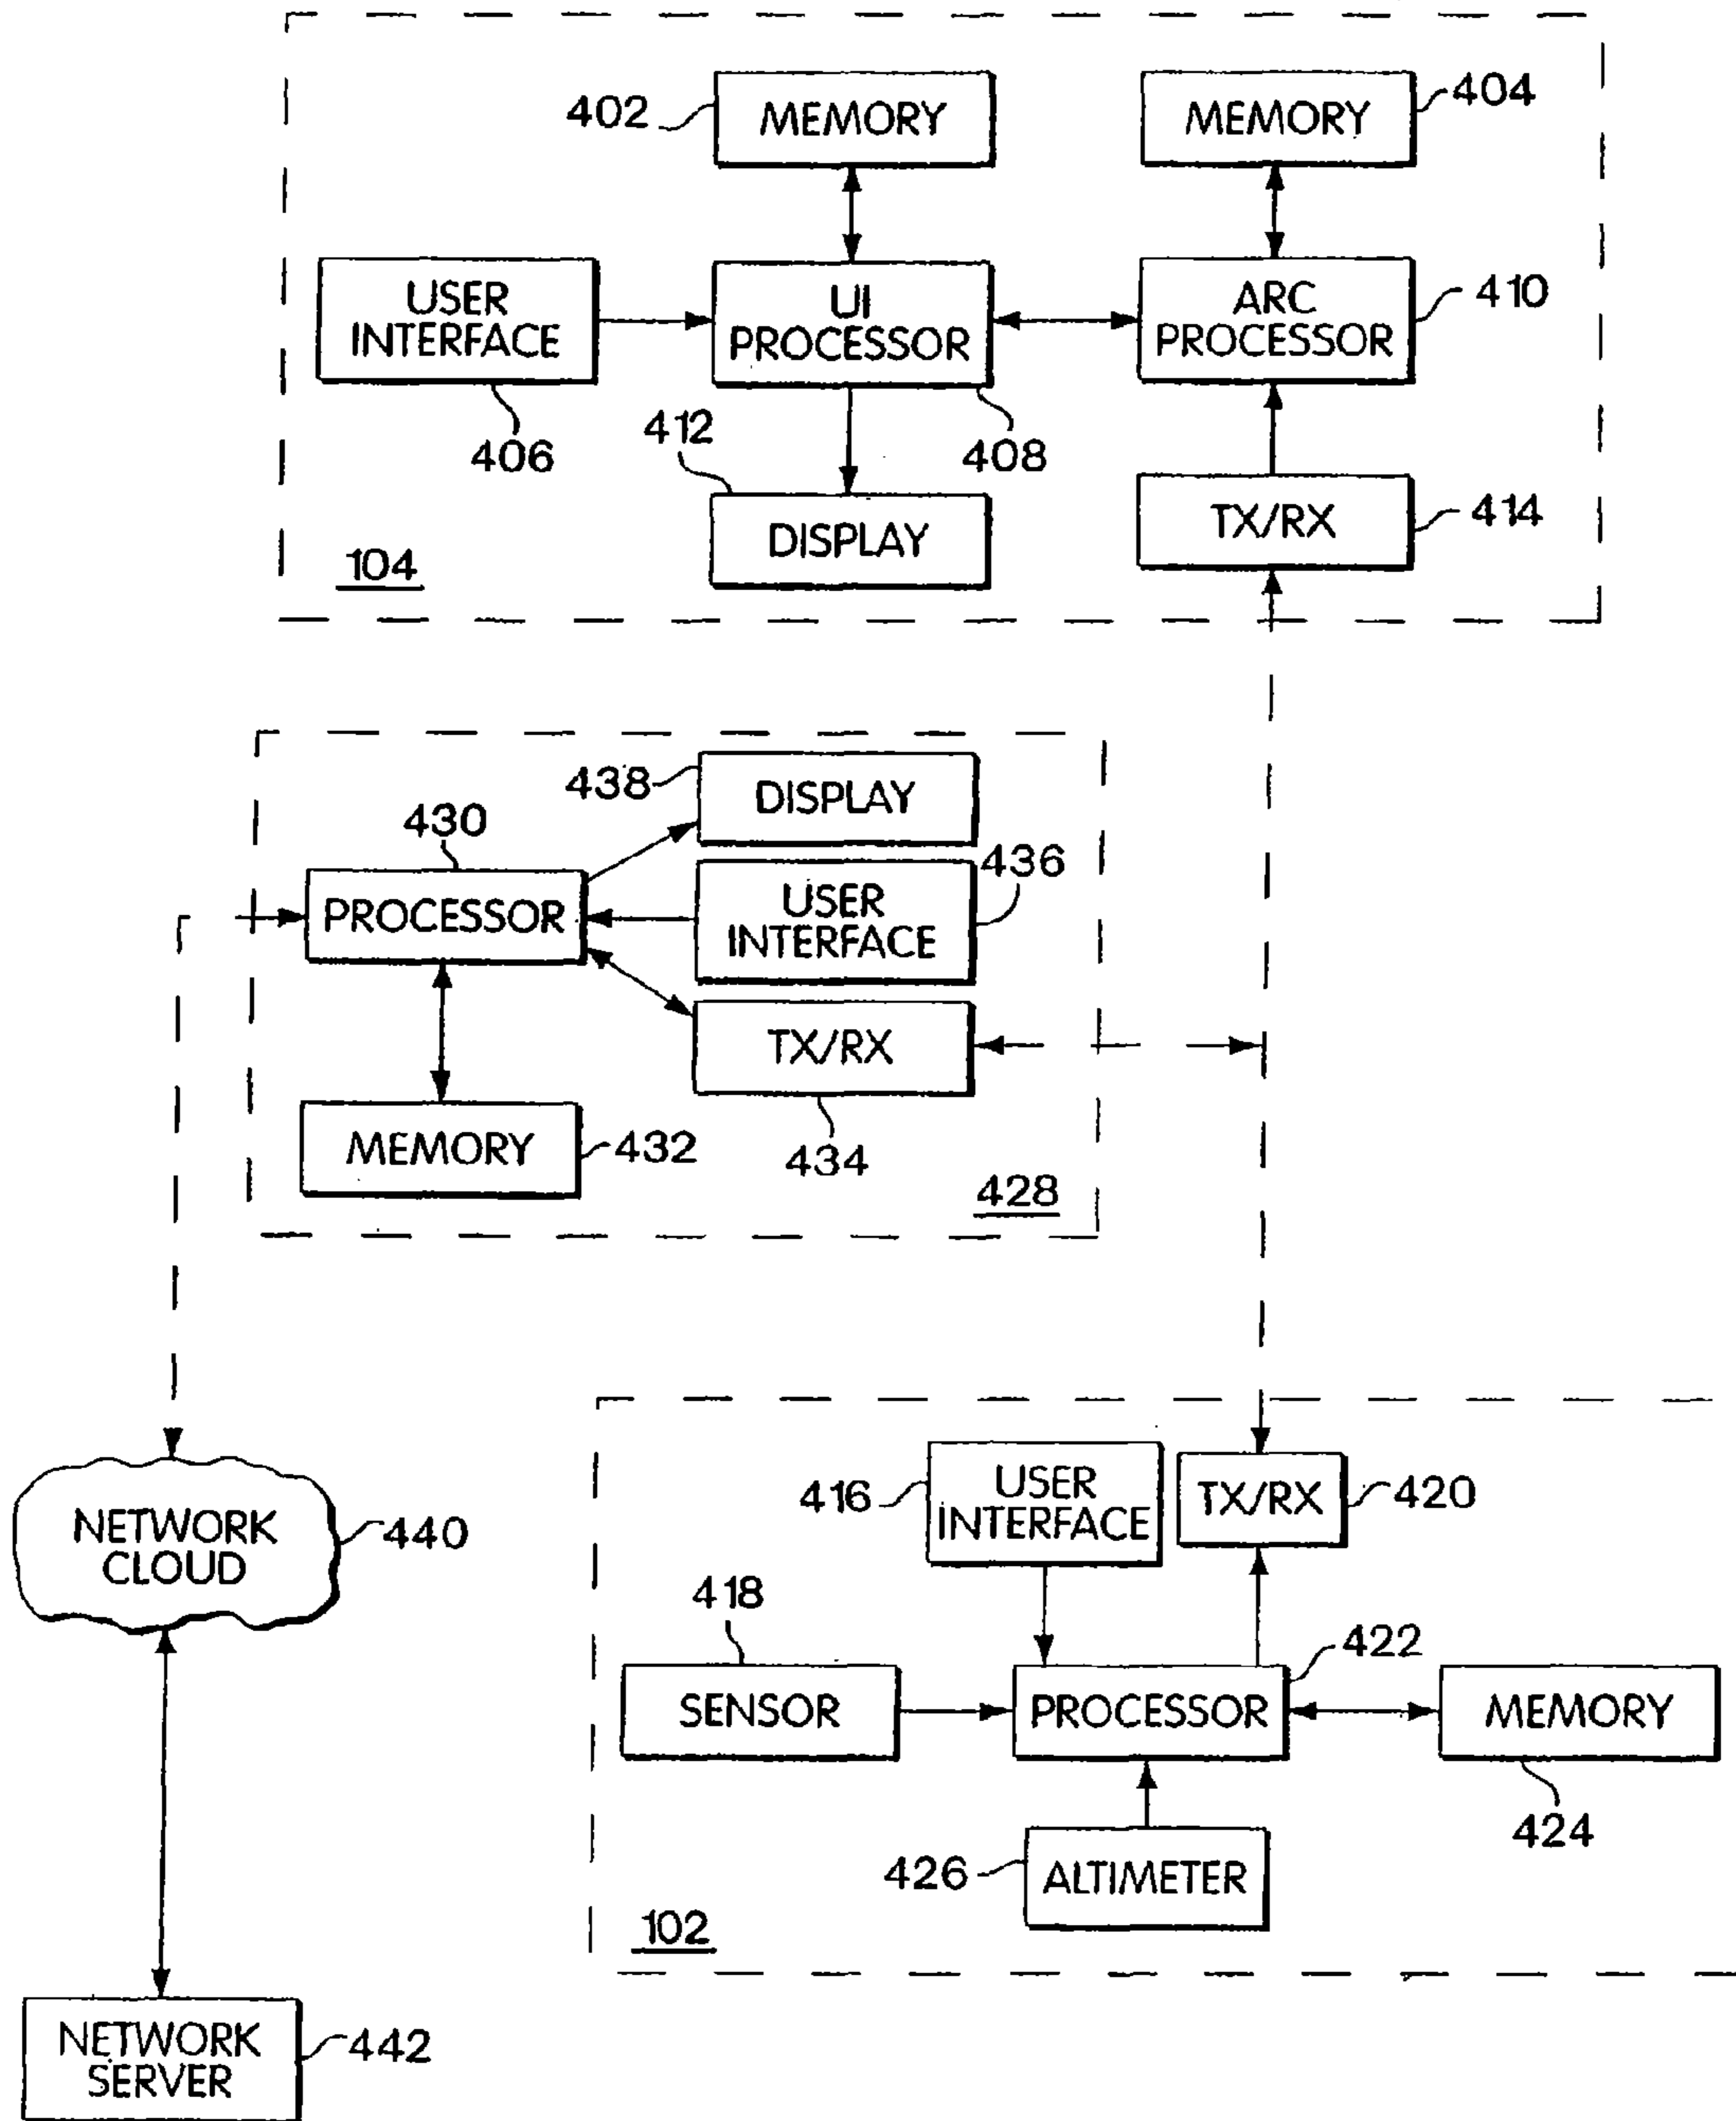 402
MEMORY
MEMORY
404
USER
INTERFACE
UI
PROCESSOR
ARC
PROCESSOR
410
406
412
408
DISPLAY
TX/RX
414
104
438
DISPLAY
430
436
PROCESSOR
USER
INTERFACE
TX/RX
MEMORY
432
434
428
416
USER
INTERFACE
TX/RX
420
NETWORK
CLOUD
440
418
422
SENSOR
PROCESSOR
MEMORY
424
426
ALTIMETER
102
NETWORK
SERVER
442